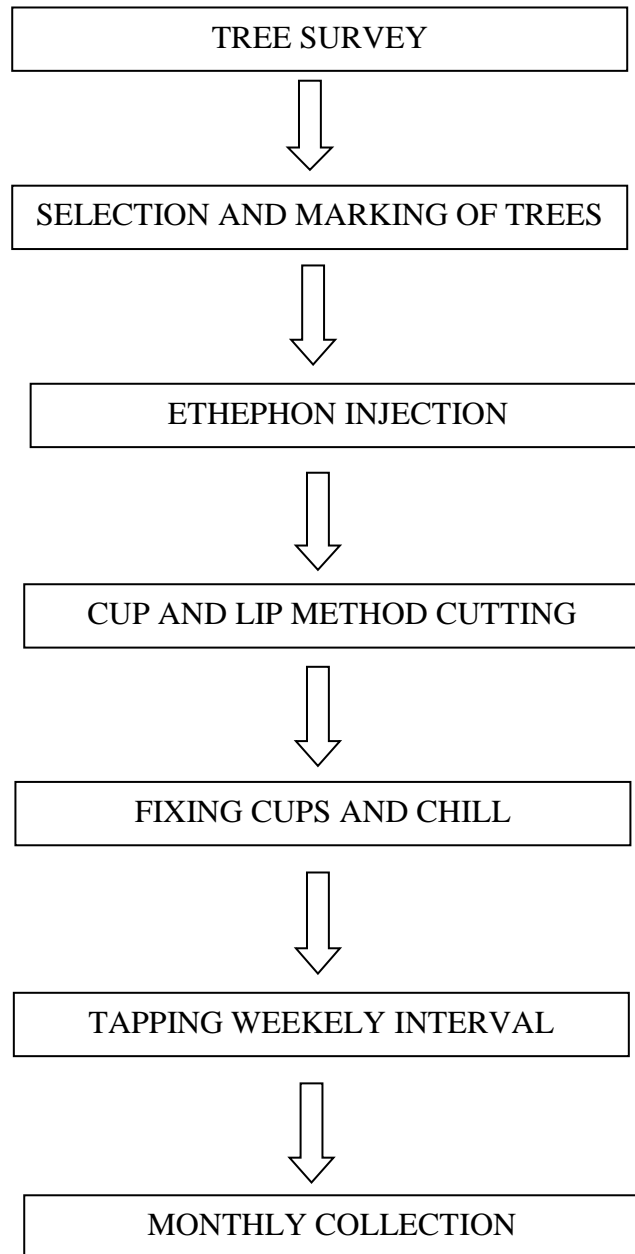 TREE SURVEY
SELECTION AND MARKING OF TREES
ETHEPHON INJECTION
CUP AND LIP METHOD CUTTING
FIXING CUPS AND CHILL
TAPPING WEEKELY INTERVAL
MONTHLY COLLECTION